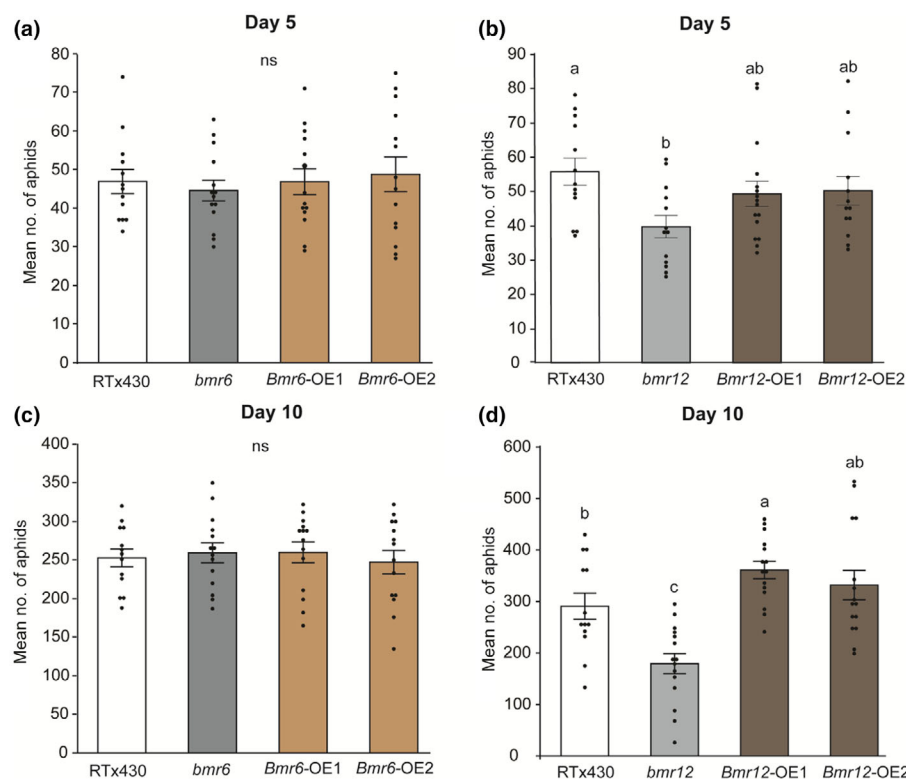 (a)
Day 5
ns
Mean no. of aphids
80
70
60
50
40
30
20
10
0
RTx430 bmr6 Bmr6-OE1 Bmr6-OE2
(b)
Day 5
a b ab ab
Mean no. of aphids
90
80
70
60
50
40
30
20
10
0
RTx430 bmr12 Bmr12-OE1 Bmr12-OE2
(c)
Day 10
ns
Mean no. of aphids
400
350
300
250
200
150
100
50
0
RTx430 bmr6 Bmr6-OE1 Bmr6-OE2
(d)
Day 10
b c a ab
Mean no. of aphids
600
500
400
300
200
100
0
RTx430 bmr12 Bmr12-OE1 Bmr12-OE2